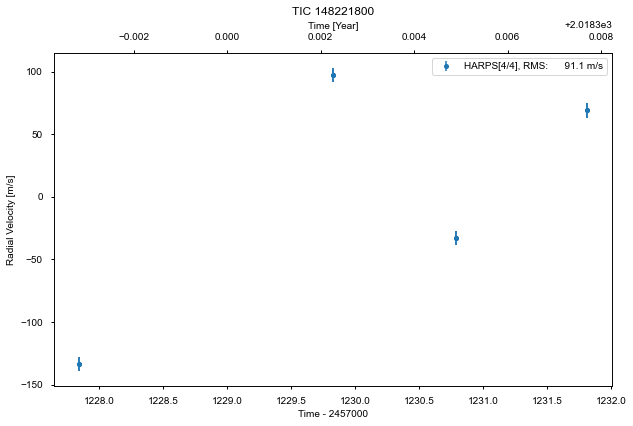 TIC 148221800
Time [Year]
+2.0183e3
−0.002 0.000 0.002 0.004 0.006 0.008
HARPS[4/4], RMS: 91.1 m/s
Radial Velocity [m/s]
100
50
0
−50
−100
−150
1228.0 1228.5 1229.0 1229.5 1230.0 1230.5 1231.0 1231.5 1232.0
Time - 2457000